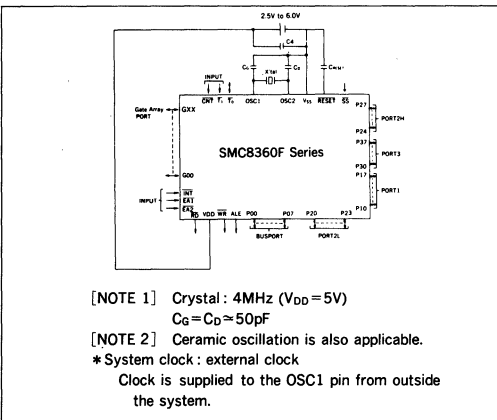 2.5V to 6.0V
C4
CG
X'tal
CD
INPUT
CNT T1 T0 OSC1 OSC2 VSS RESET SS
Gate Array
PORT
GXX
G00
P27
P24
PORT2H
P37
P30
PORT3
P17
P10
PORT1
SMC8360F Series
INPUT
INT
EA1
EA2
RD VDD WR ALE P00 P07 P20 P23
BUSPORT
PORT2L
[NOTE 1] Crystal : 4MHz (VDD=5V)
CG=CD≃50pF
[NOTE 2] Ceramic oscillation is also applicable.
* System clock : external clock
Clock is supplied to the OSC1 pin from outside
the system.